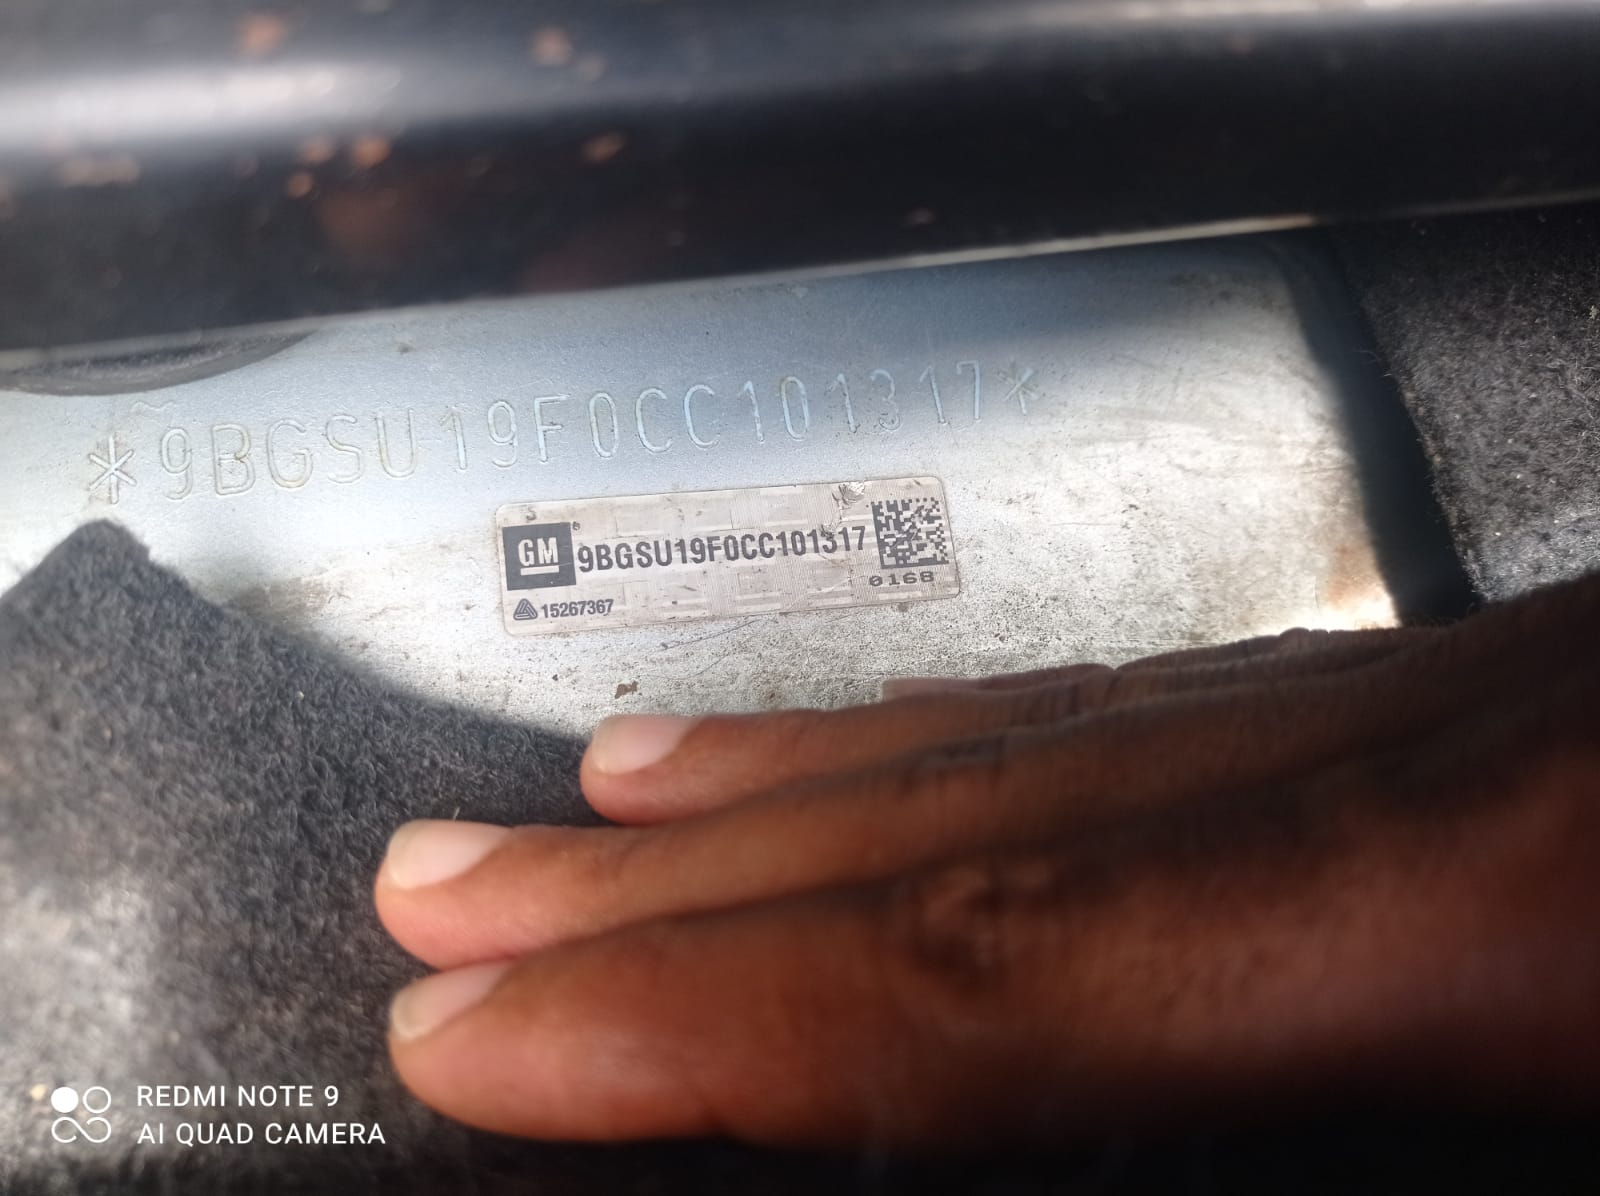 *9BGSU19F0CC101317*
GM 9BGSU19F0CC101317
15267367
0168
REDMI NOTE 9
AI QUAD CAMERA